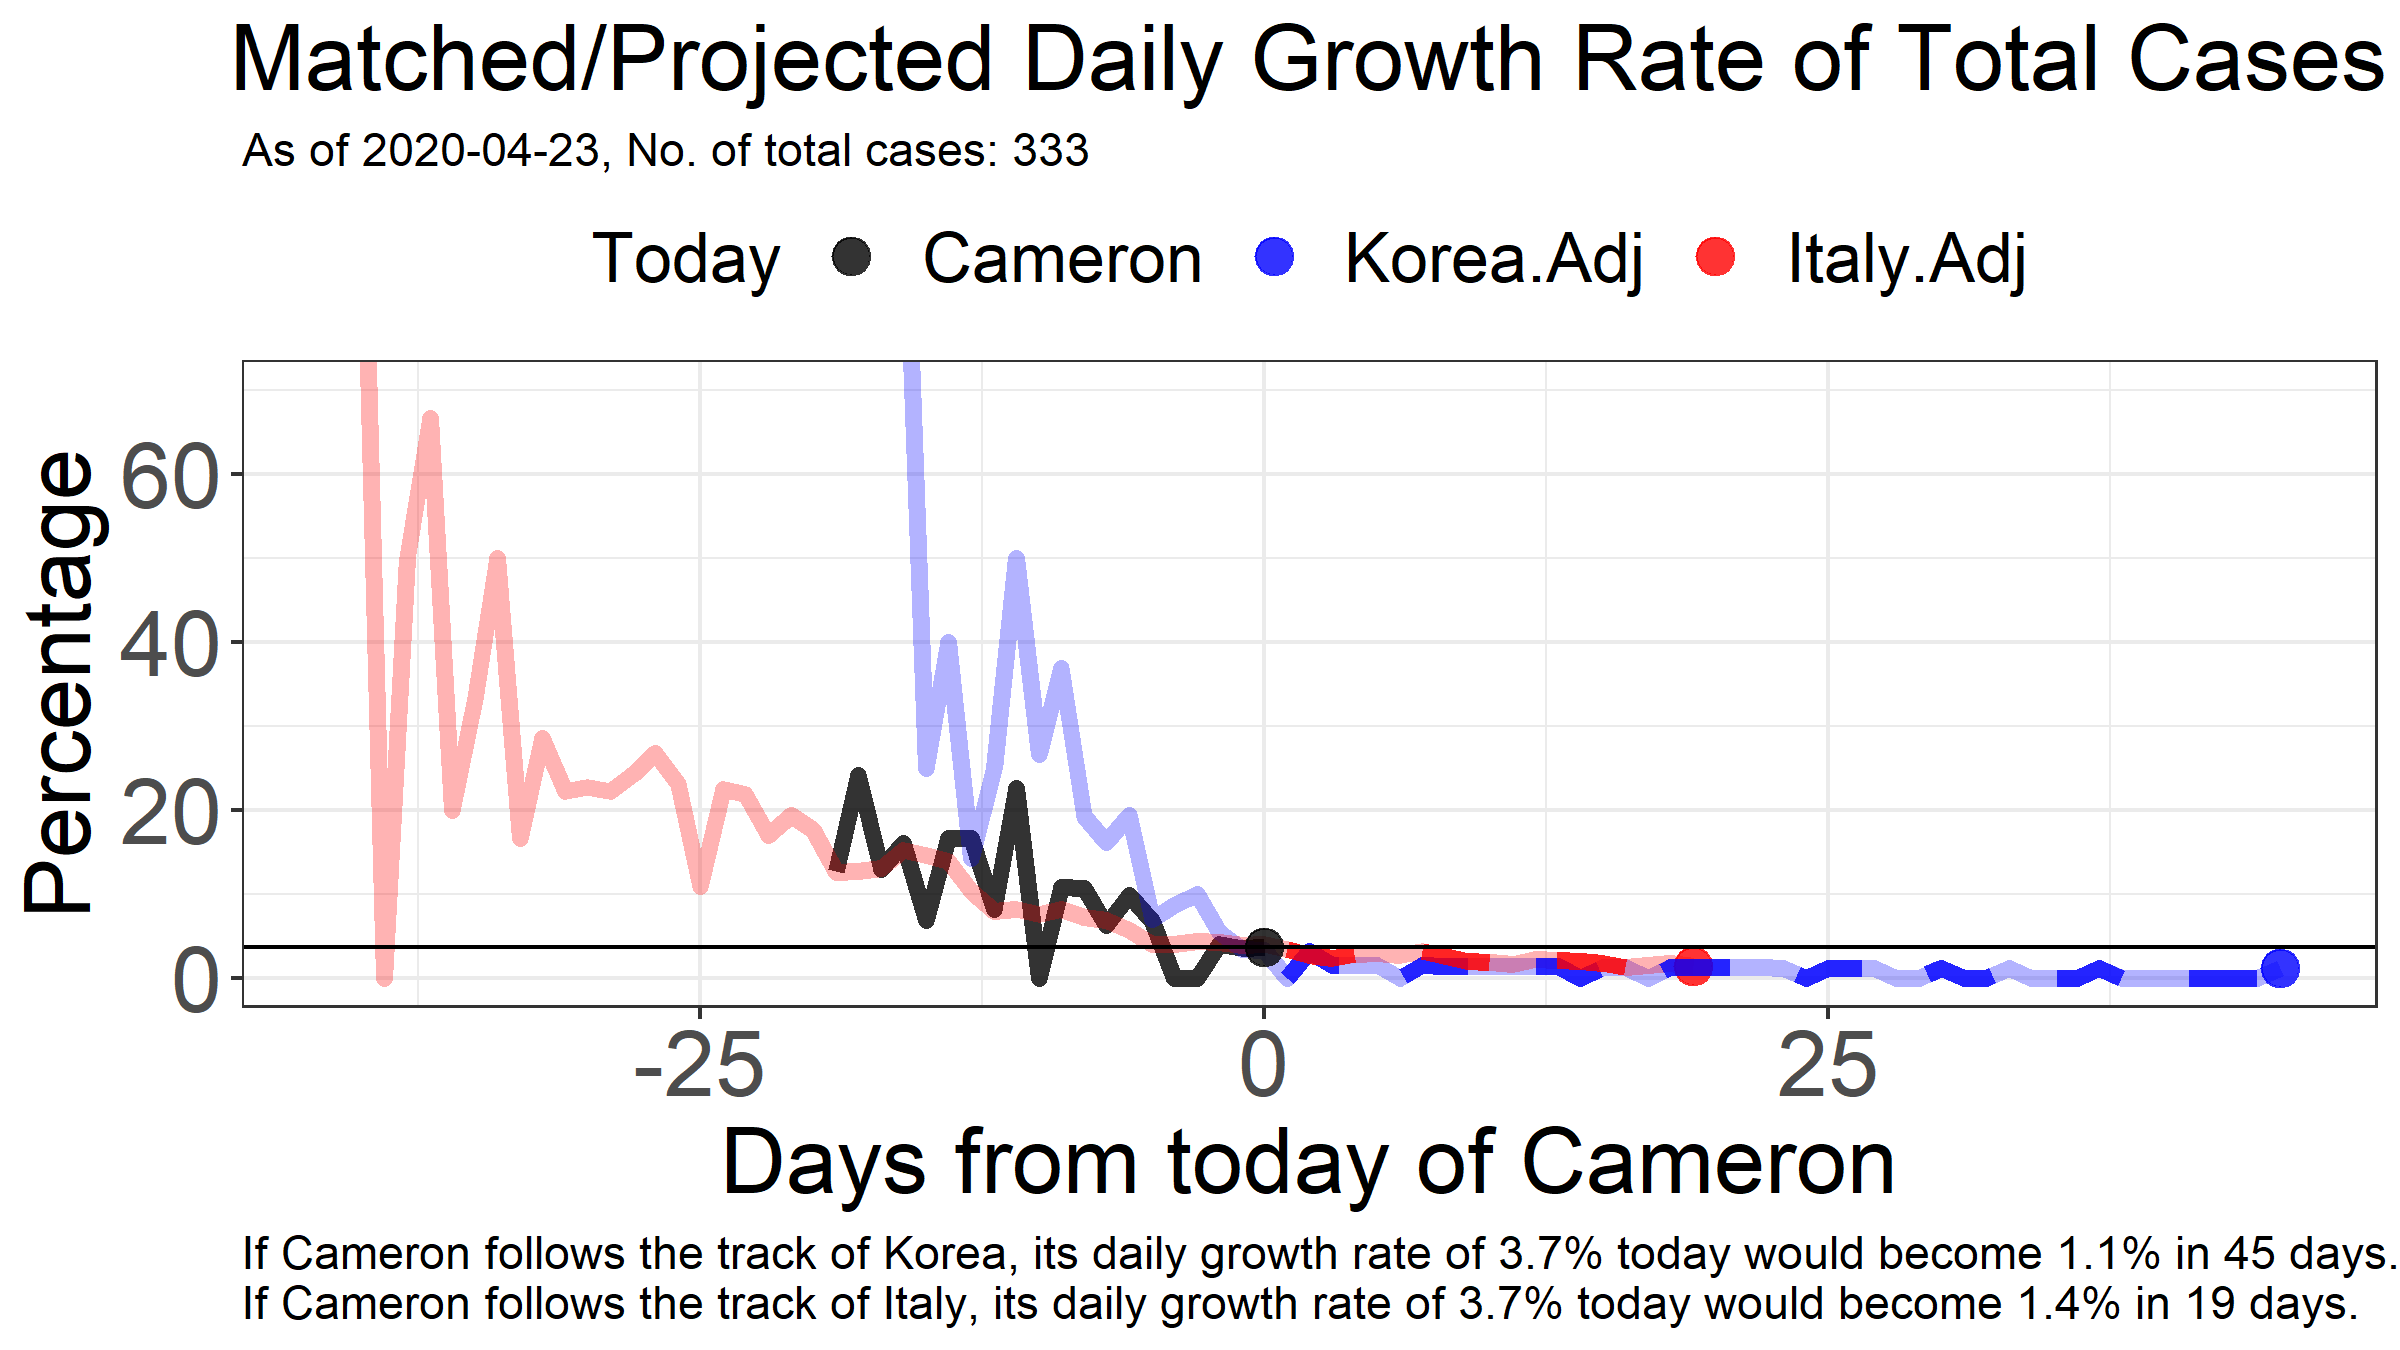 Matched/Projected Daily Growth Rate of Total Cases
As of 2020-04-23, No. of total cases: 333
Today Cameron Korea.Adj Italy.Adj
Percentage
60
40
20
0
-25 0 25
Days from today of Cameron
If Cameron follows the track of Korea, its daily growth rate of 3.7% today would become 1.1% in 45 days.
If Cameron follows the track of Italy, its daily growth rate of 3.7% today would become 1.4% in 19 days.